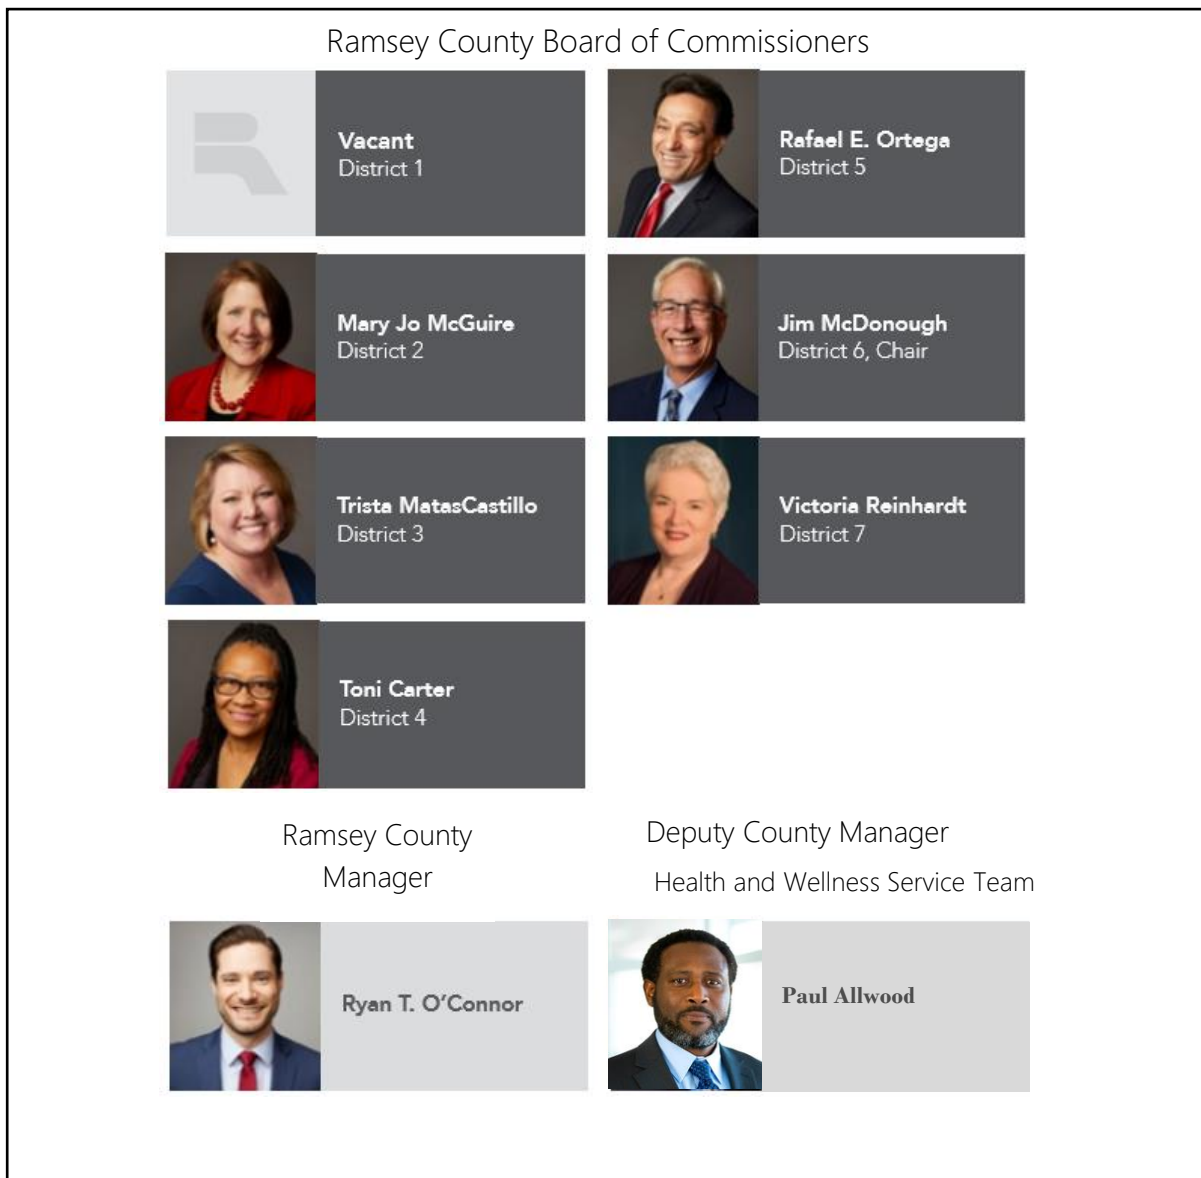 Ramsey County Board of Commissioners
Vacant
District 1
Rafael E. Ortega
District 5
Mary Jo McGuire
District 2
Jim McDonough
District 6, Chair
Trista MatasCastillo
District 3
Victoria Reinhardt
District 7
Toni Carter
District 4
Ramsey County
Manager
Deputy County Manager
Health and Wellness Service Team
Ryan T. O’Connor
Paul Allwood